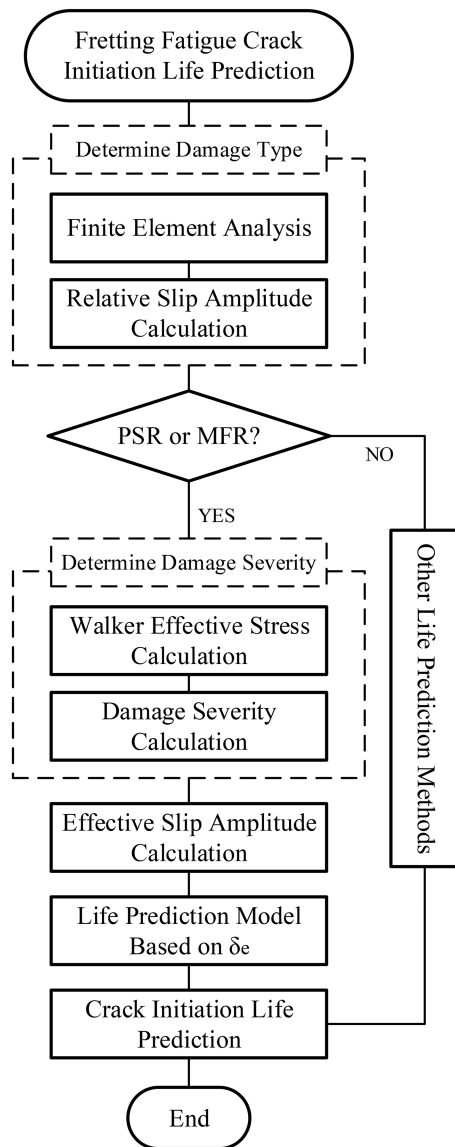 Fretting Fatigue Crack
Initiation Life Prediction
Determine Damage Type
Finite Element Analysis
Relative Slip Amplitude
Calculation
PSR or MFR?
NO
YES
Determine Damage Severity
Walker Effective Stress
Calculation
Damage Severity
Calculation
Other Life Prediction Methods
Effective Slip Amplitude
Calculation
Life Prediction Model
Based on δe
Crack Initiation Life
Prediction
End